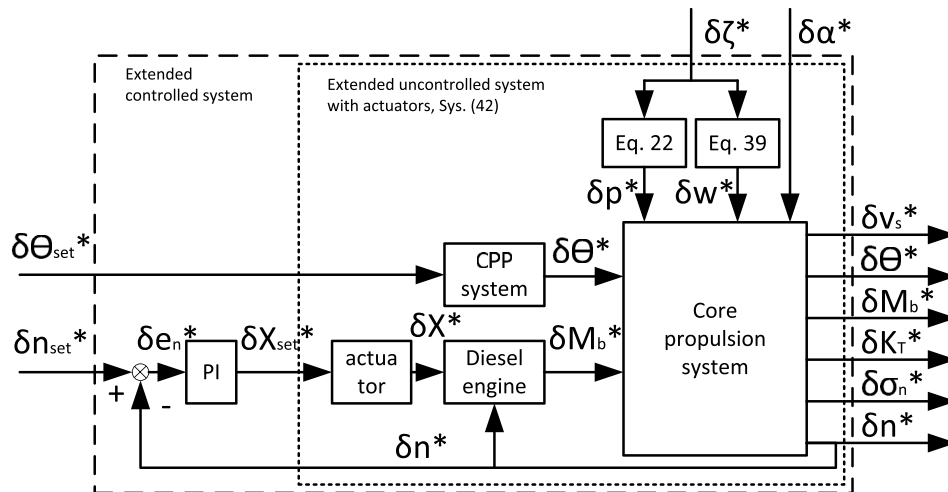 δζ* δα*
Extended
controlled system
Extended uncontrolled system
with actuators, Sys. (42)
Eq. 22 Eq. 39
δp* δw*
δvₛ*
δϴset* CPP
system δϴ* δϴ*
Core
propulsion
system
δMb*
δnset* δen* δXset* δX* δMb* δKT*
+ - PI actua
tor Diesel
engine
δσn*
δn* δn*